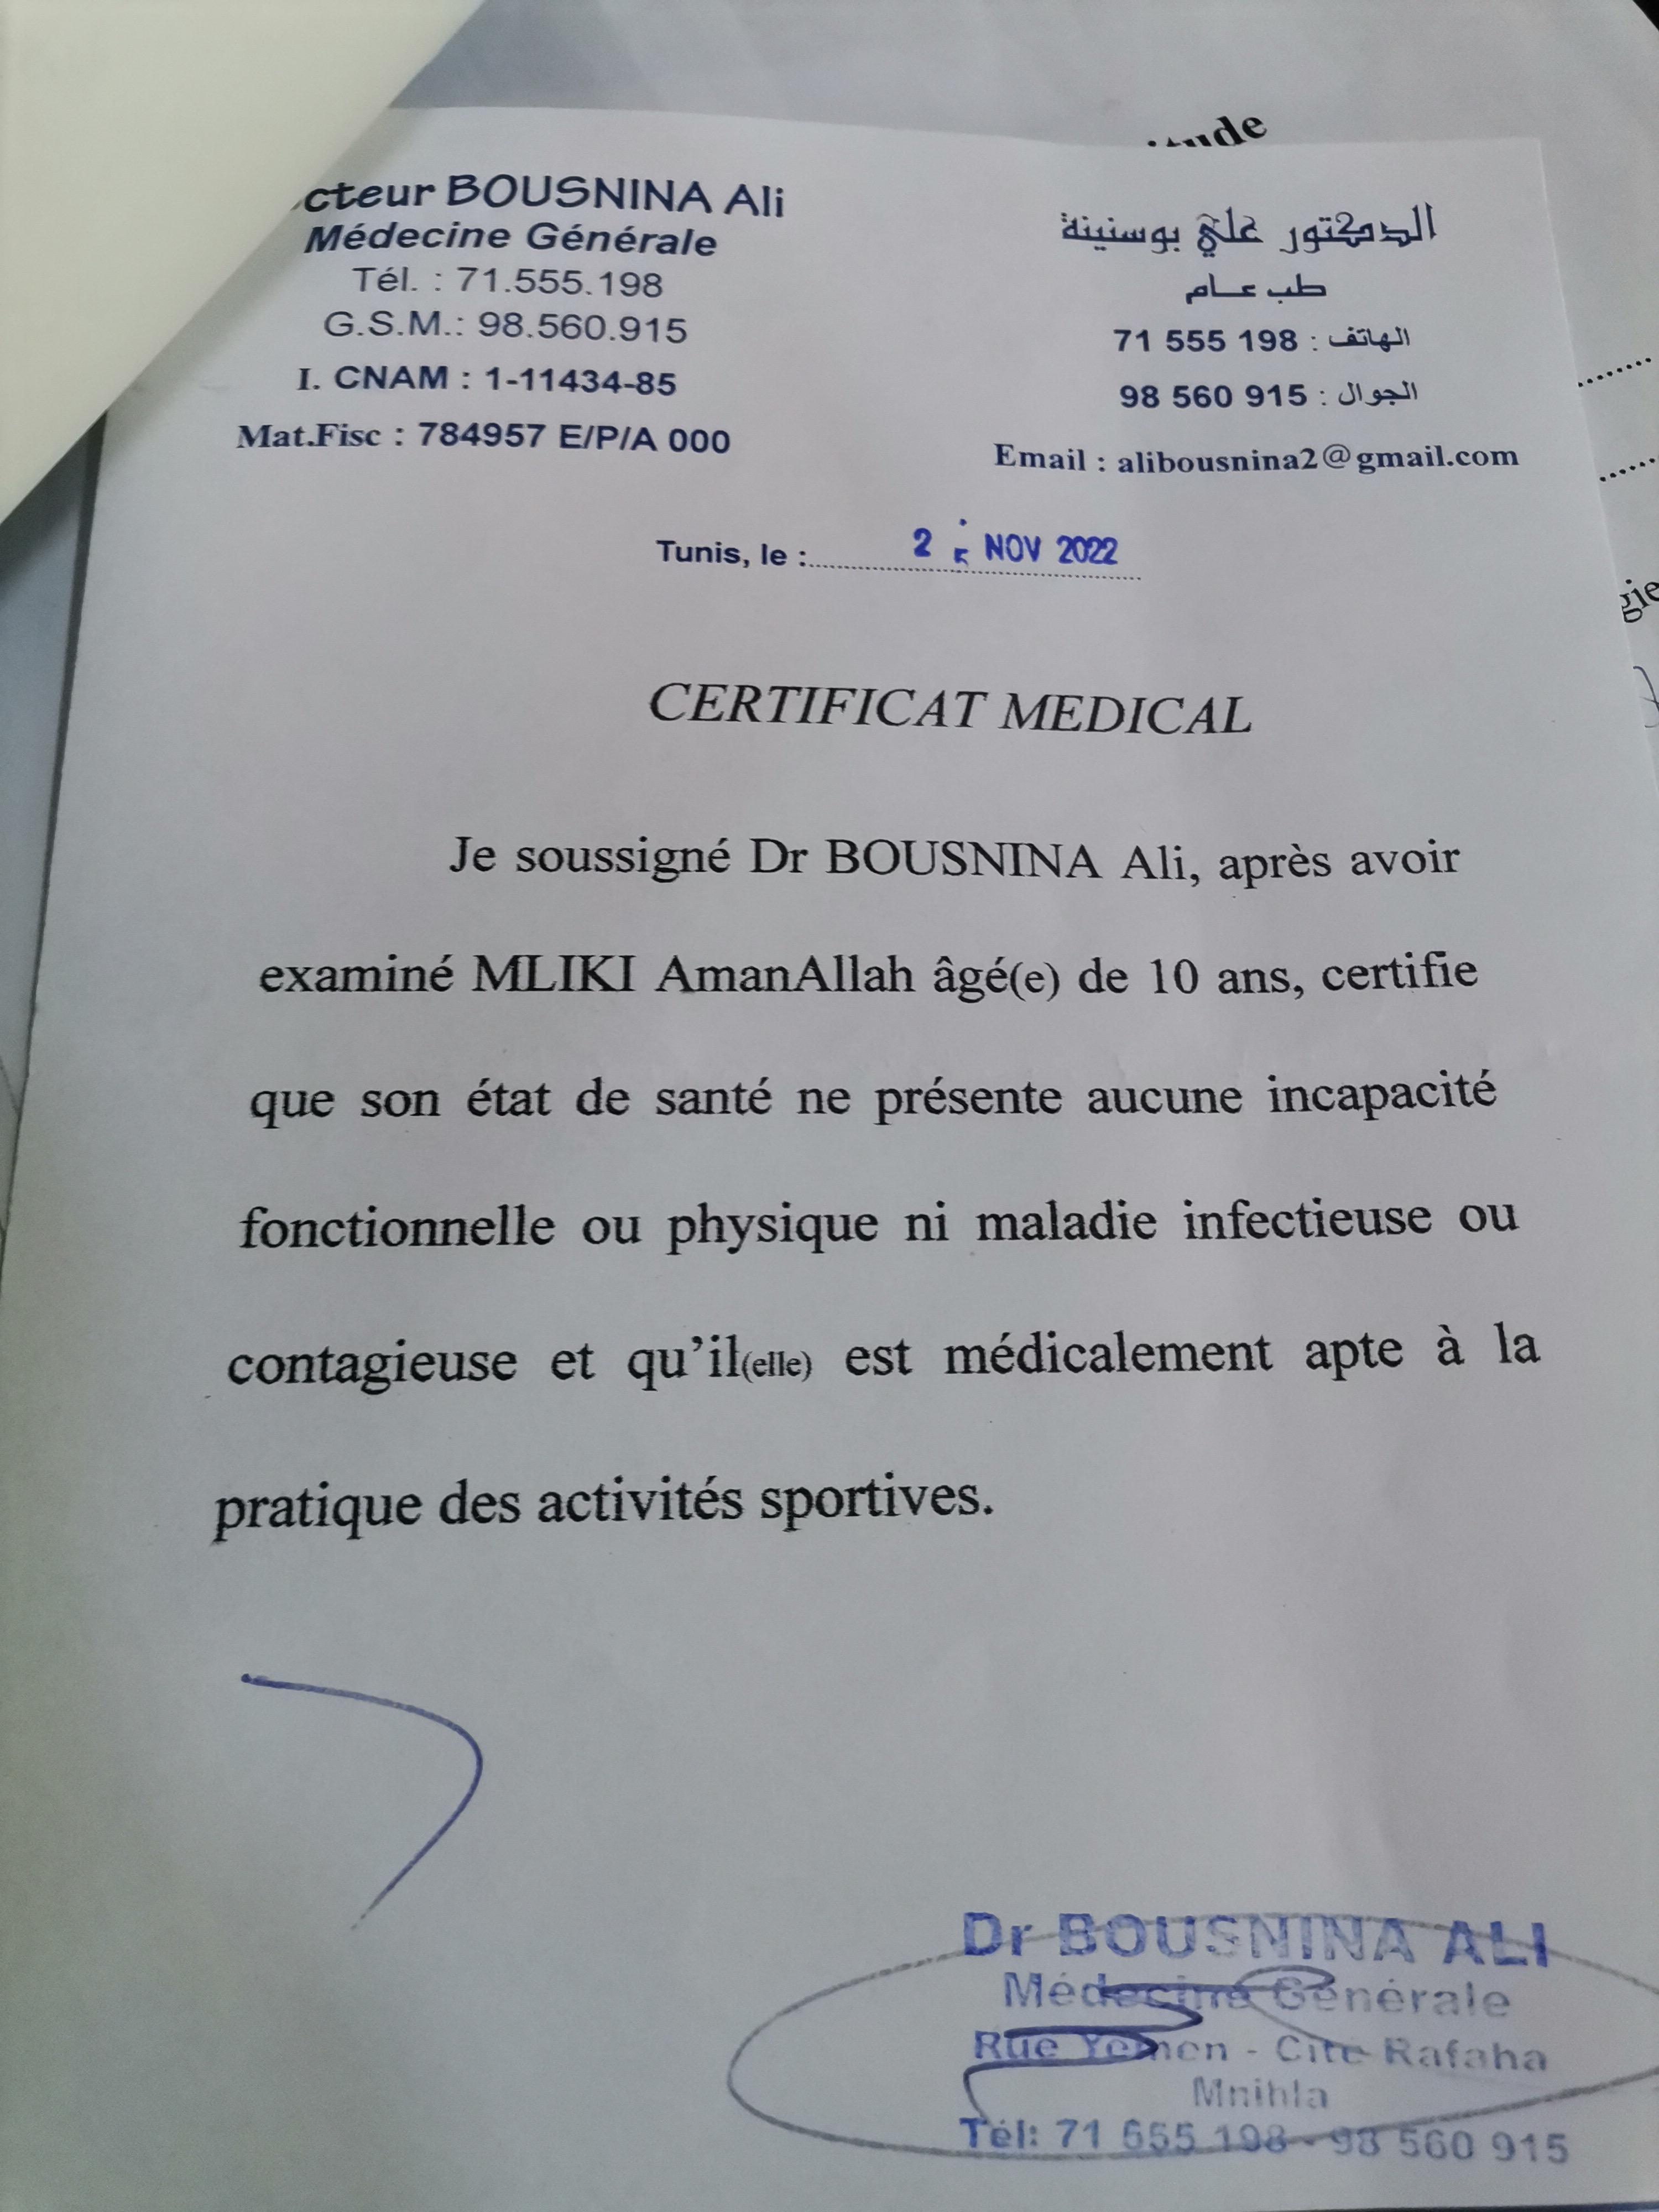 cteur BOUSNINA Ali
Médecine Générale
Tél. : 71.555.198
G.S.M.: 98.560.915
I. CNAM : 1-11434-85
Mat.Fisc : 784957 E/P/A 000
الدكتور علي بوسنينة
طب عام
الهاتف : 198 555 71
الجوال : 915 560 98
Email : alibousnina2@gmail.com
Tunis, le : 2 5 NOV 2022
CERTIFICAT MEDICAL
Je soussigné Dr BOUSNINA Ali, après avoir
examiné MLIKI AmanAllah âgé(e) de 10 ans, certifie
que son état de santé ne présente aucune incapacité
fonctionnelle ou physique ni maladie infectieuse ou
contagieuse et qu'il(elle) est médicalement apte à la
pratique des activités sportives.
Dr BOUSNINA ALI
Médecine Générale
Rue Yemen - Cité Rafaha
Mnihla
Tél: 71 555 198 - 98 560 915